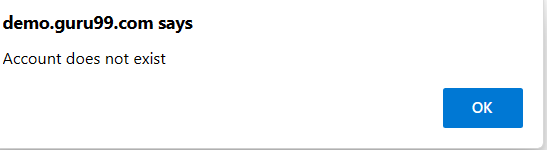 demo.guru99.com says
Account does not exist
OK